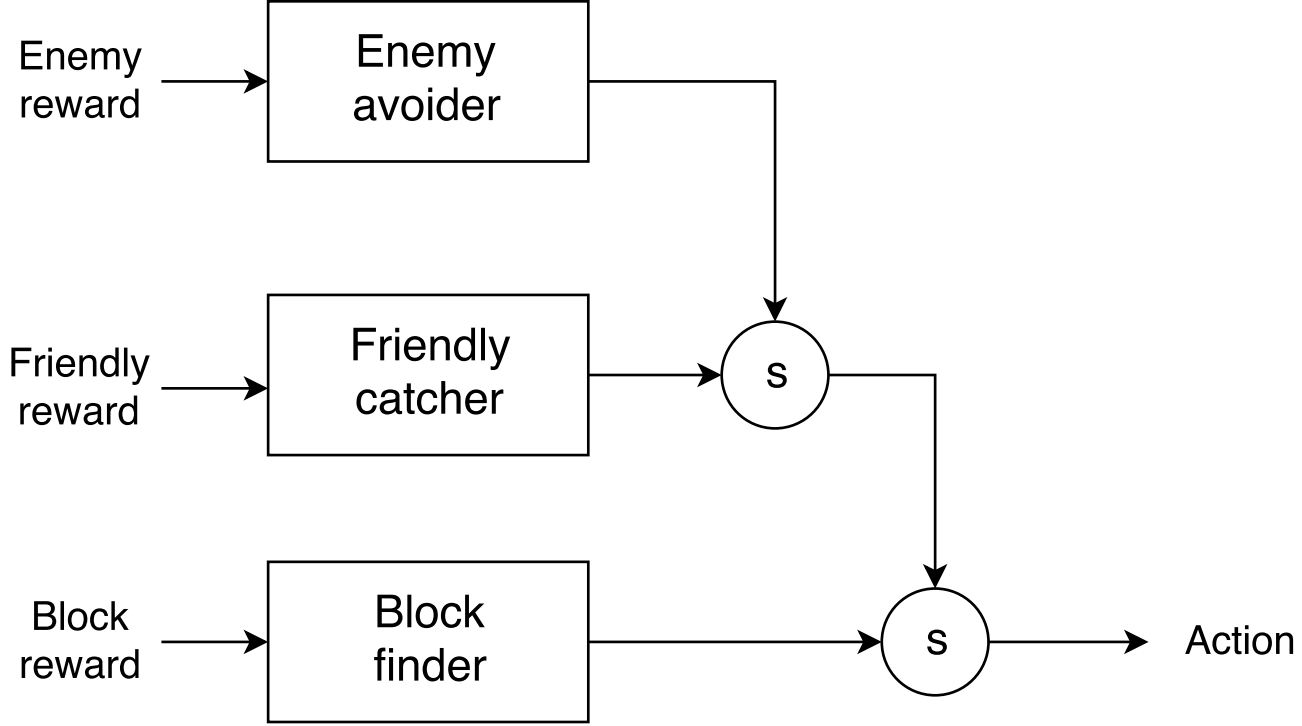 Enemy
reward
Enemy
avoider
Friendly
reward
Friendly
catcher
s
Block
reward
Block
finder
s
Action